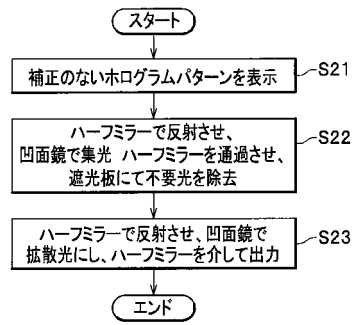 スタート
補正のないホログラムパターンを表示
S21
ハーフミラーで反射させ、
凹面鏡で集光 ハーフミラーを通過させ、
遮光板にて不要光を除去
S22
ハーフミラーで反射させ、凹面鏡で
拡散光にし、ハーフミラーを介して出力
S23
エンド